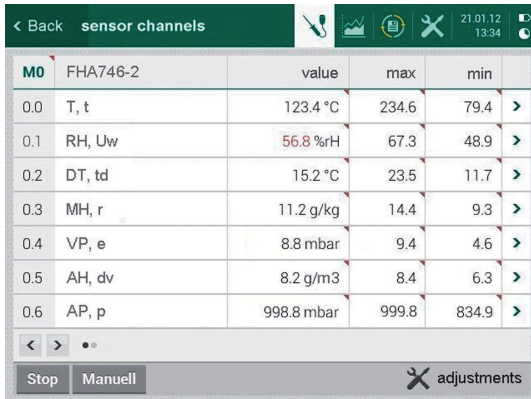 < Back sensor channels 21.01.12
13:34
M0 FHA746-2 value max min
0.0 T, t 123.4 °C 234.6 79.4 >
0.1 RH, Uw 56.8 %rH 67.3 48.9 >
0.2 DT, td 15.2 °C 23.5 11.7 >
0.3 MH, r 11.2 g/kg 14.4 9.3 >
0.4 VP, e 8.8 mbar 9.4 4.6 >
0.5 AH, dv 8.2 g/m3 8.4 6.3 >
0.6 AP, p 998.8 mbar 999.8 834.9 >
< >
Stop Manuell adjustments